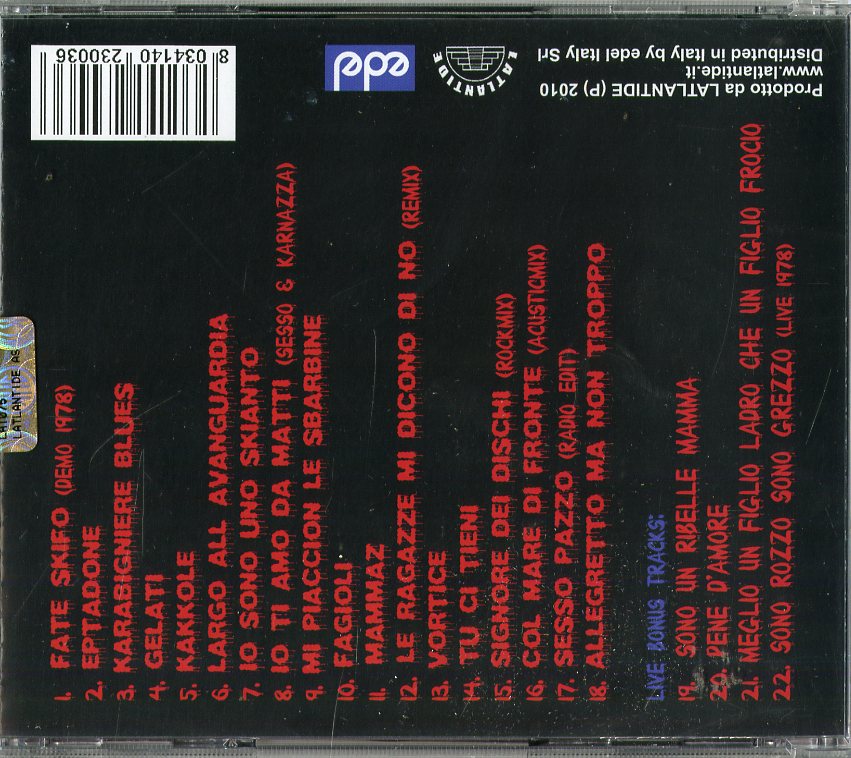 1. FATE SKIFO (DEMO 1978)
2. EPTADONE
3. KARABIGNIERE BLUES
4. GELATI
5. KAKKOLE
6. LARGO ALL AVANGUARDIA
7. IO SONO UNO SKIANTO
8. IO TI AMO DA MATTI (SESSO & KARNAZZA)
9. MI PIACCION LE SBARBINE
10. FAGIOLI
11. MAMMAZ
12. LE RAGAZZE MI DICONO DI NO (REMIX)
13. VORTICE
14. TU CI TIENI
15. SIGNORE DEI DISCHI (ROCKMIX)
16. COL MARE DI FRONTE (ACUSTICMIX)
17. SESSO PAZZO (RADIO EDIT)
18. ALLEGRETTO MA NON TROPPO
LIVE BONUS TRACKS:
19. SONO UN RIBELLE MAMMA
20. PENE D'AMORE
21. MEGLIO UN FIGLIO LADRO CHE UN FIGLIO FROCIO
22. SONO ROZZO SONO GREZZO (LIVE 1978)
8 034140 230036
edel
LATLANTIDE
Prodotto da LATLANTIDE (P) 2010
www.latlantide.it
Distributed in Italy by edel Italy Srl
LATLANTIDE AS